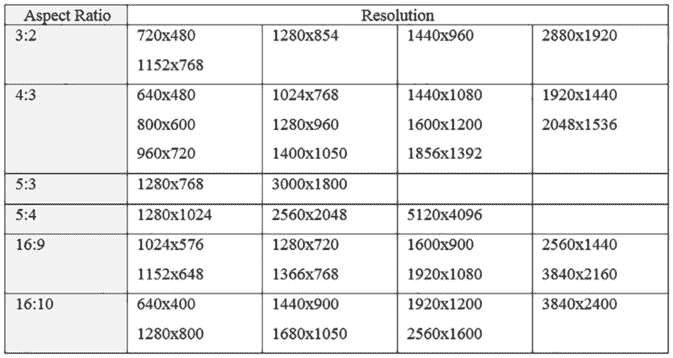 Aspect Ratio Resolution
3:2 720x480 1280x854 1440x960 2880x1920
1152x768
4:3 640x480 1024x768 1440x1080 1920x1440
800x600 1280x960 1600x1200 2048x1536
960x720 1400x1050 1856x1392
5:3 1280x768 3000x1800
5:4 1280x1024 2560x2048 5120x4096
16:9 1024x576 1280x720 1600x900 2560x1440
1152x648 1366x768 1920x1080 3840x2160
16:10 640x400 1440x900 1920x1200 3840x2400
1280x800 1680x1050 2560x1600